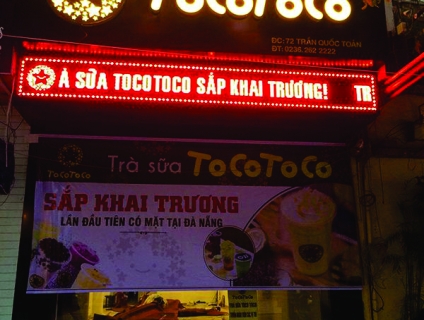 ToCoToCo
ĐC: 72 TRẦN QUỐC TOẢN
ĐT: 0236.262 2222
À SỮA TOCOTOCO SẮP KHAI TRƯƠNG! TR
ToCoToCo
Trà sữa ToCoToCo
SẮP KHAI TRƯƠNG
LẦN ĐẦU TIÊN CÓ MẶT TẠI ĐÀ NẴNG